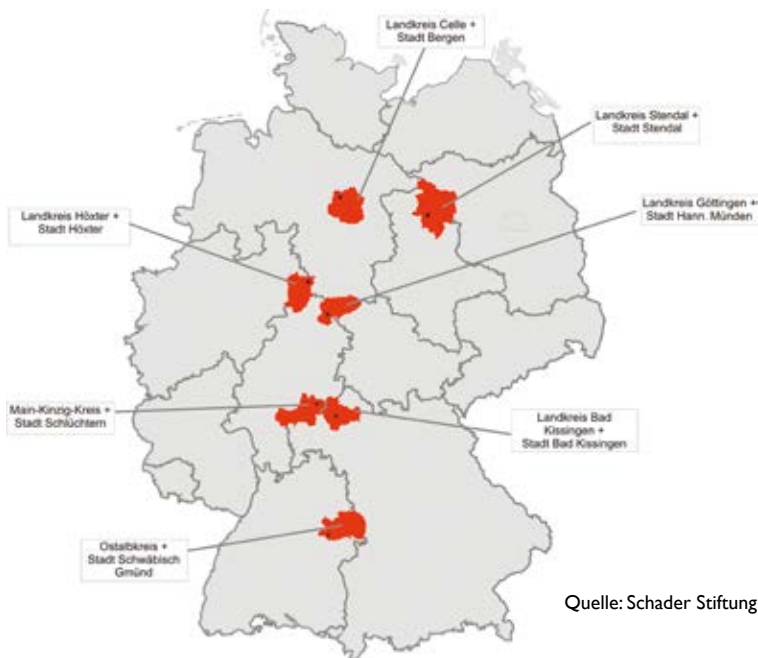 Landkreis Celle +
Stadt Bergen
Landkreis Stendal +
Stadt Stendal
Landkreis Höxter +
Stadt Höxter
Landkreis Göttingen +
Stadt Hann. Münden
Main-Kinzig-Kreis +
Stadt Schlüchtern
Landkreis Bad
Kissingen +
Stadt Bad Kissingen
Ostalbkreis +
Stadt Schwäbisch
Gmünd
Quelle: Schader Stiftung